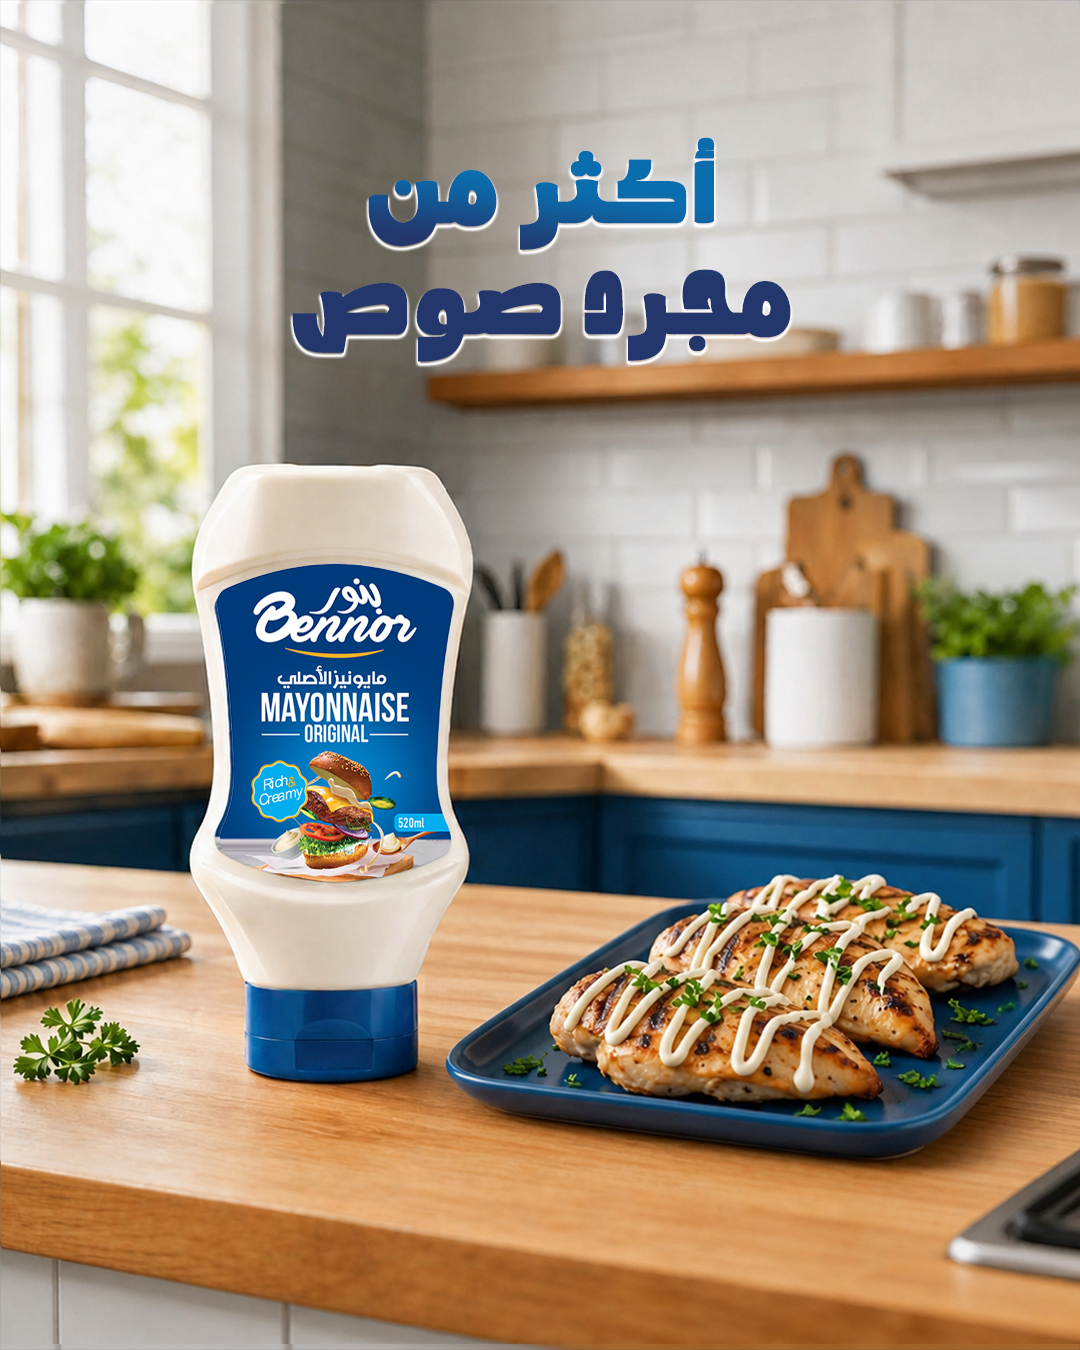 أكثر من
مجرد صوص
بنور
Bennor
مايونيز الأصلي
MAYONNAISE
ORIGINAL
Rich &
Creamy
520ml